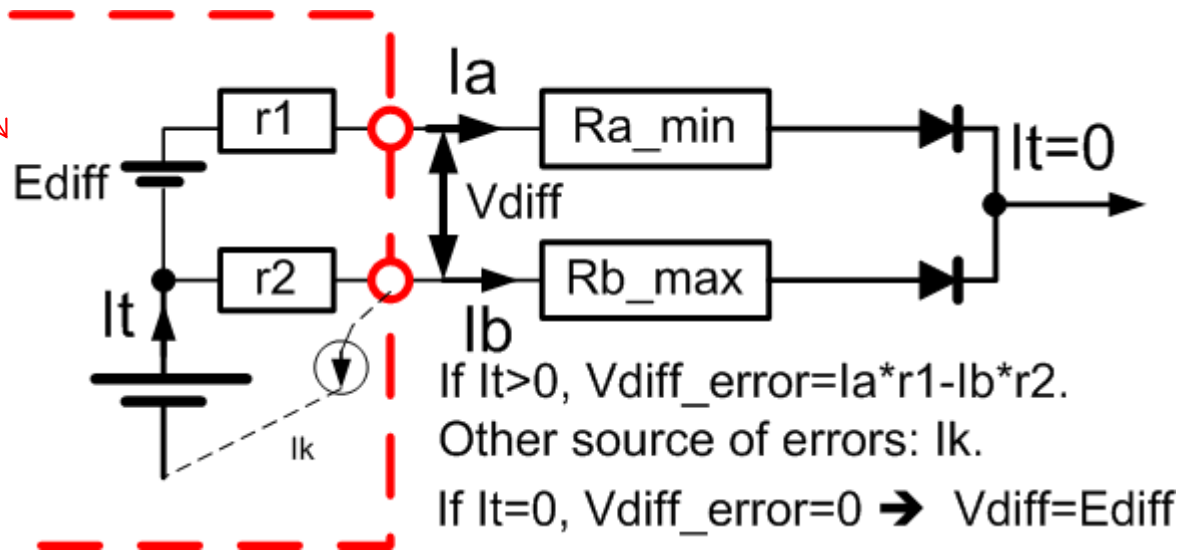 Ia
r1
Ra_min
It=0
Ediff
Vdiff
r2
Rb_max
It
Ib
Ik
If It>0, Vdiff_error=Ia*r1-Ib*r2.
Other source of errors: Ik.
If It=0, Vdiff_error=0 ➔ Vdiff=Ediff